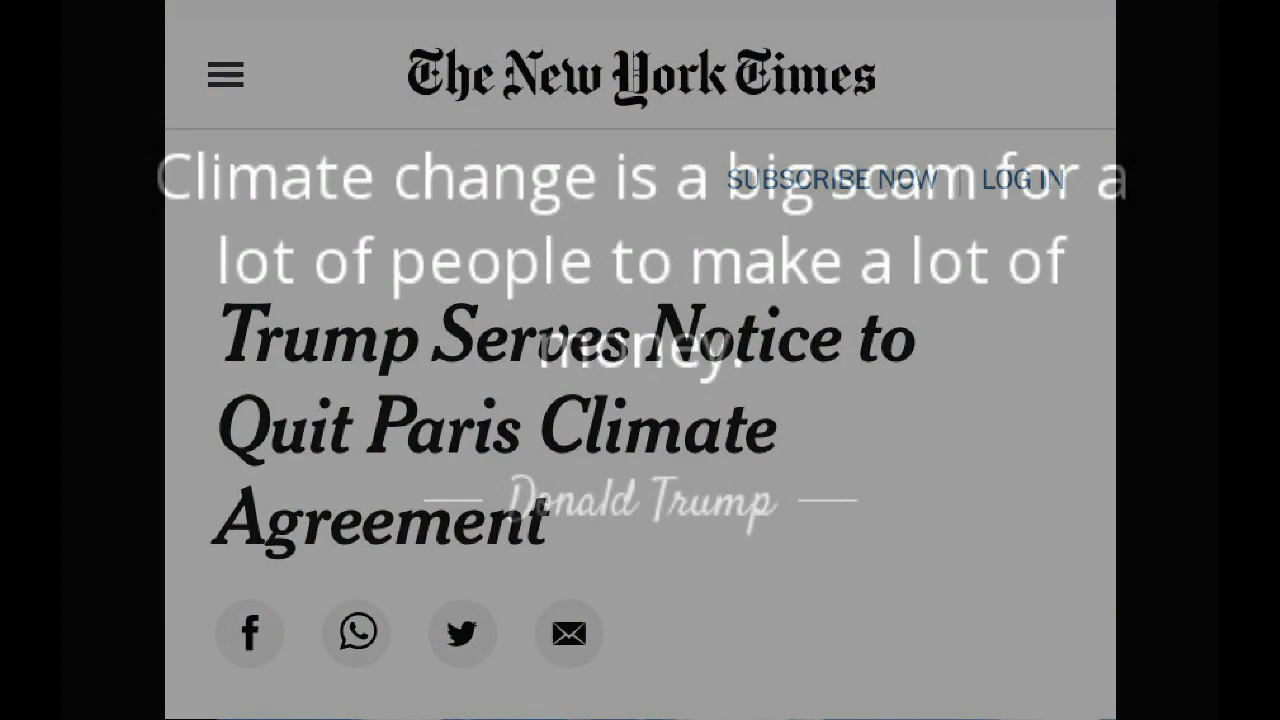 The New York Times
SUBSCRIBE NOW | LOG IN
Climate change is a big scam for a
lot of people to make a lot of
money.
Donald Trump
Trump Serves Notice to
Quit Paris Climate
Agreement